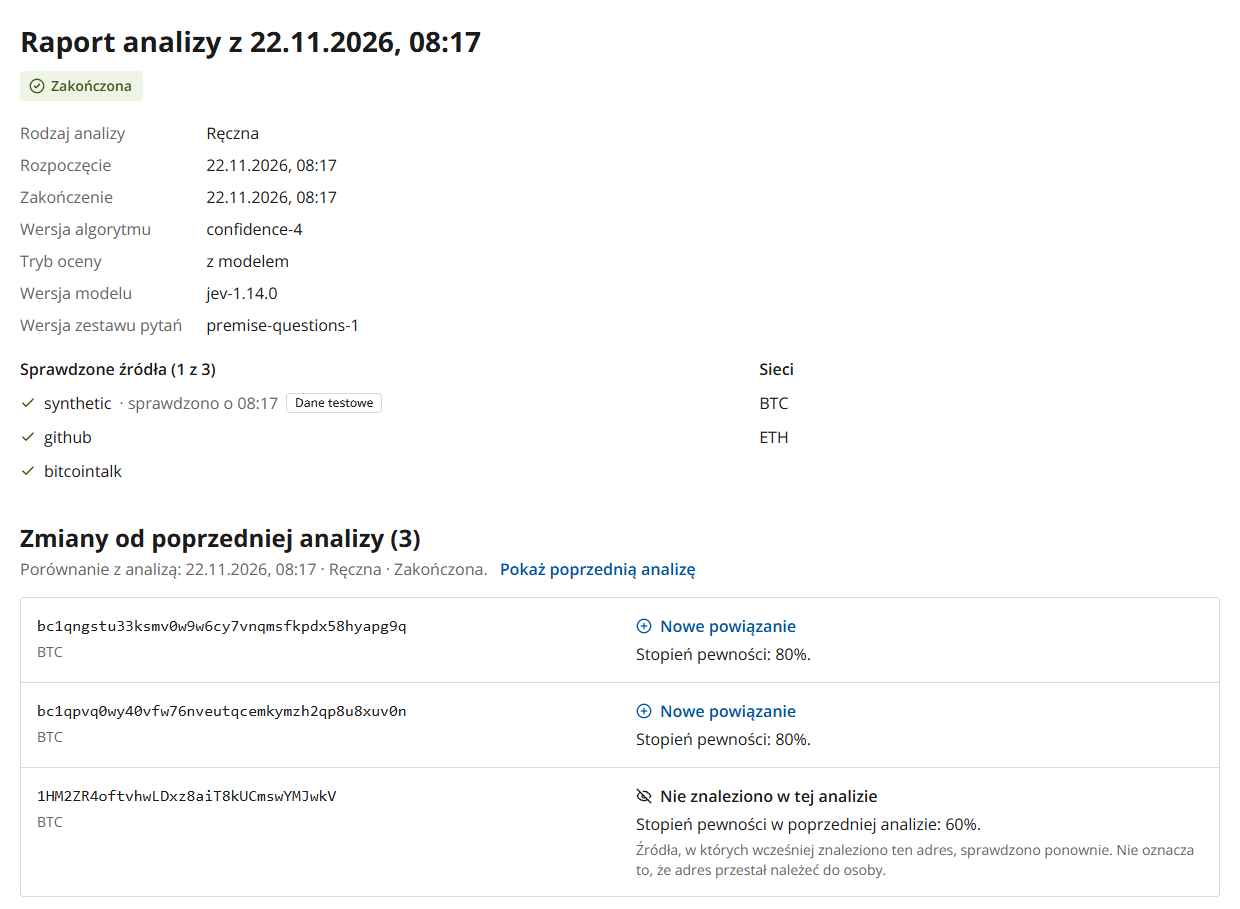 Raport analizy z 22.11.2026, 08:17
Zakończona
Rodzaj analizy Ręczna
Rozpoczęcie 22.11.2026, 08:17
Zakończenie 22.11.2026, 08:17
Wersja algorytmu confidence-4
Tryb oceny z modelem
Wersja modelu jev-1.14.0
Wersja zestawu pytań premise-questions-1
Sprawdzone źródła (1 z 3)
synthetic · sprawdzono o 08:17 Dane testowe
github
bitcointalk
Sieci
BTC
ETH
Zmiany od poprzedniej analizy (3)
Porównanie z analizą: 22.11.2026, 08:17 · Ręczna · Zakończona. Pokaż poprzednią analizę
bc1qngstu33ksmv0w9w6cy7vnqmsfkpdx58hyapg9q
BTC
Nowe powiązanie
Stopień pewności: 80%.
bc1qpvq0wy40vfw76nveutqcemkymzh2qp8u8xuv0n
BTC
Nowe powiązanie
Stopień pewności: 80%.
1HM2ZR4oftvhwLDxz8aiT8kUCmswYMJwkV
BTC
Nie znaleziono w tej analizie
Stopień pewności w poprzedniej analizie: 60%.
Źródła, w których wcześniej znaleziono ten adres, sprawdzono ponownie. Nie oznacza
to, że adres przestał należeć do osoby.